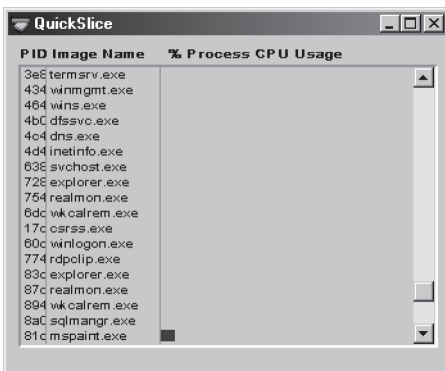 QuickSlice
PID Image Name % Process CPU Usage
3e8 termsrv.exe
434 winmgmt.exe
464 wins.exe
4b0 dfssvc.exe
4c4 dns.exe
4d4 inetinfo.exe
638 svchost.exe
728 explorer.exe
754 realmon.exe
6dc wkcalrem.exe
17c csrss.exe
60c winlogon.exe
774 rdpclip.exe
83c explorer.exe
87c realmon.exe
894 wkcalrem.exe
8a0 sqlmangr.exe
81c mspaint.exe